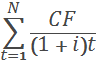 N
∑ CF / (1 + i)t
t=1